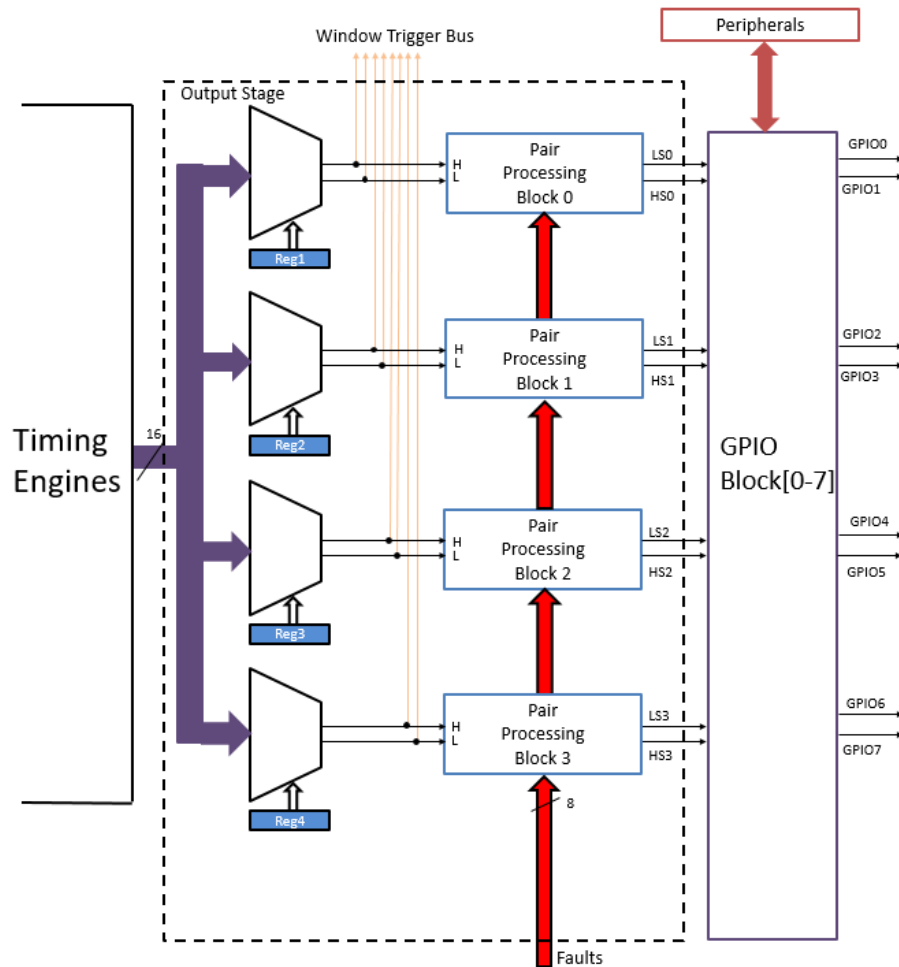 Peripherals
Window Trigger Bus
Output Stage
H
L
Pair
Processing
Block 0
LS0
HS0
GPIO0
GPIO1
Reg1
H
L
Pair
Processing
Block 1
LS1
HS1
GPIO2
GPIO3
Reg2
16
Timing
Engines
GPIO
Block[0-7]
H
L
Pair
Processing
Block 2
LS2
HS2
GPIO4
GPIO5
Reg3
H
L
Pair
Processing
Block 3
LS3
HS3
GPIO6
GPIO7
8
Reg4
Faults